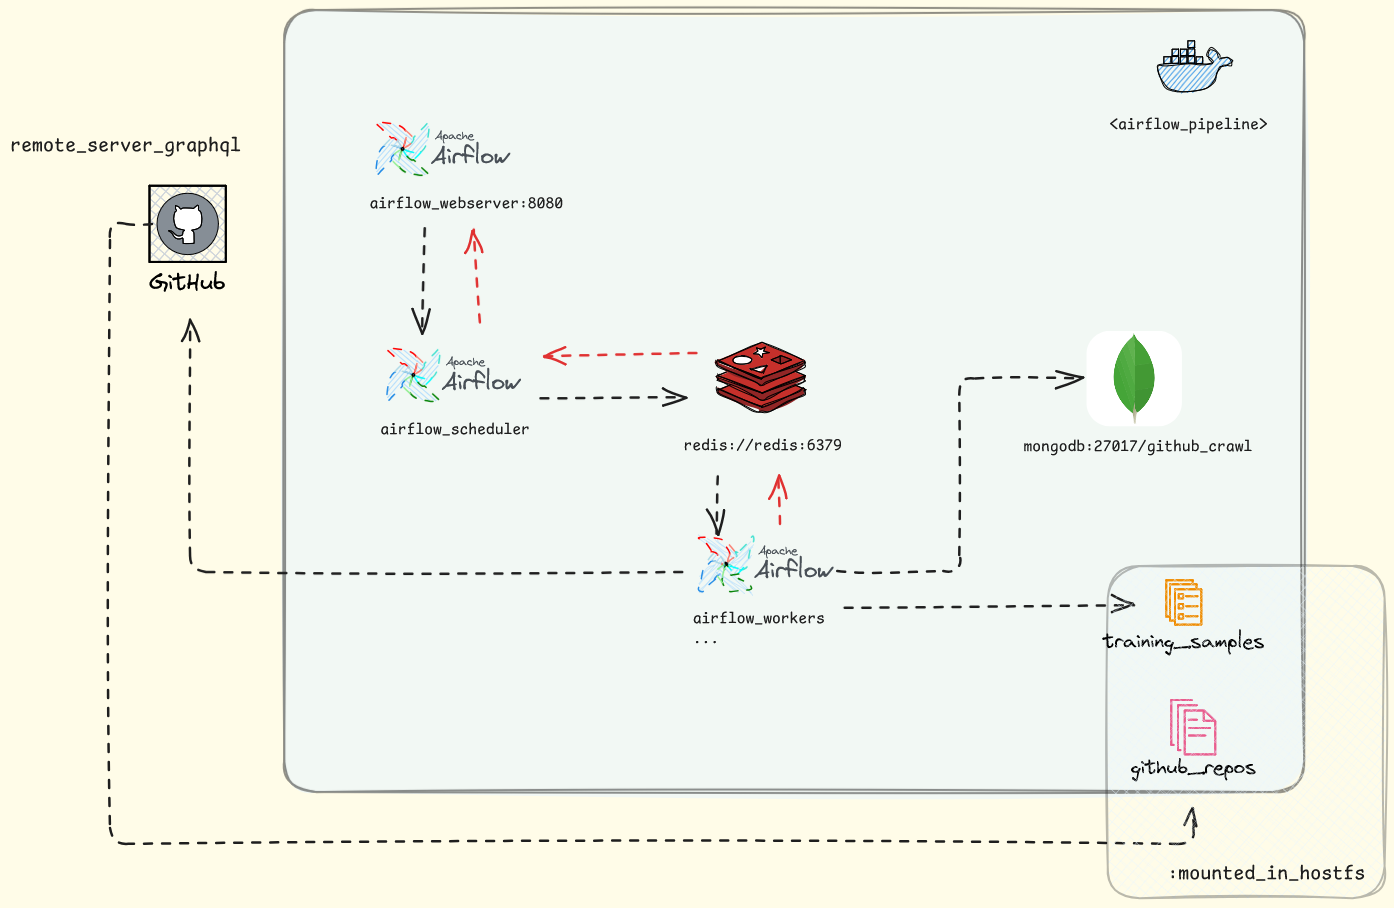 <airflow_pipeline>
remote_server_graphql
Apache
Airflow
airflow_webserver:8080
GitHub
Apache
Airflow
airflow_scheduler
redis://redis:6379
mongodb:27017/github_crawl
Apache
Airflow
airflow_workers
...
training_samples
github_repos
:mounted_in_hostfs